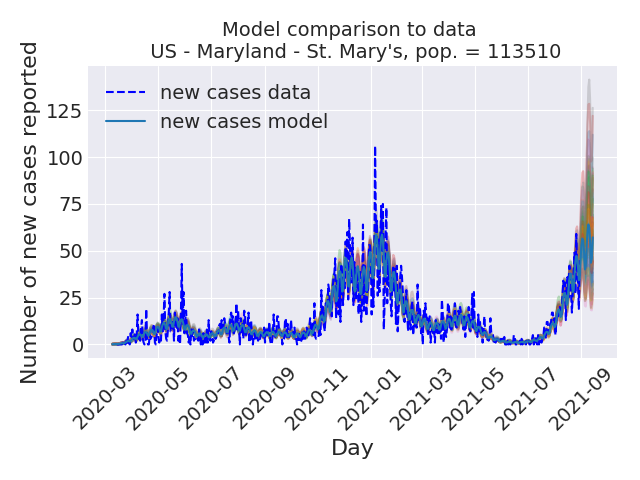 Model comparison to data
US - Maryland - St. Mary's, pop. = 113510
Number of new cases reported
new cases data
new cases model
125
100
75
50
25
0
2020-03
2020-05
2020-07
2020-09
2020-11
2021-01
2021-03
2021-05
2021-07
2021-09
Day